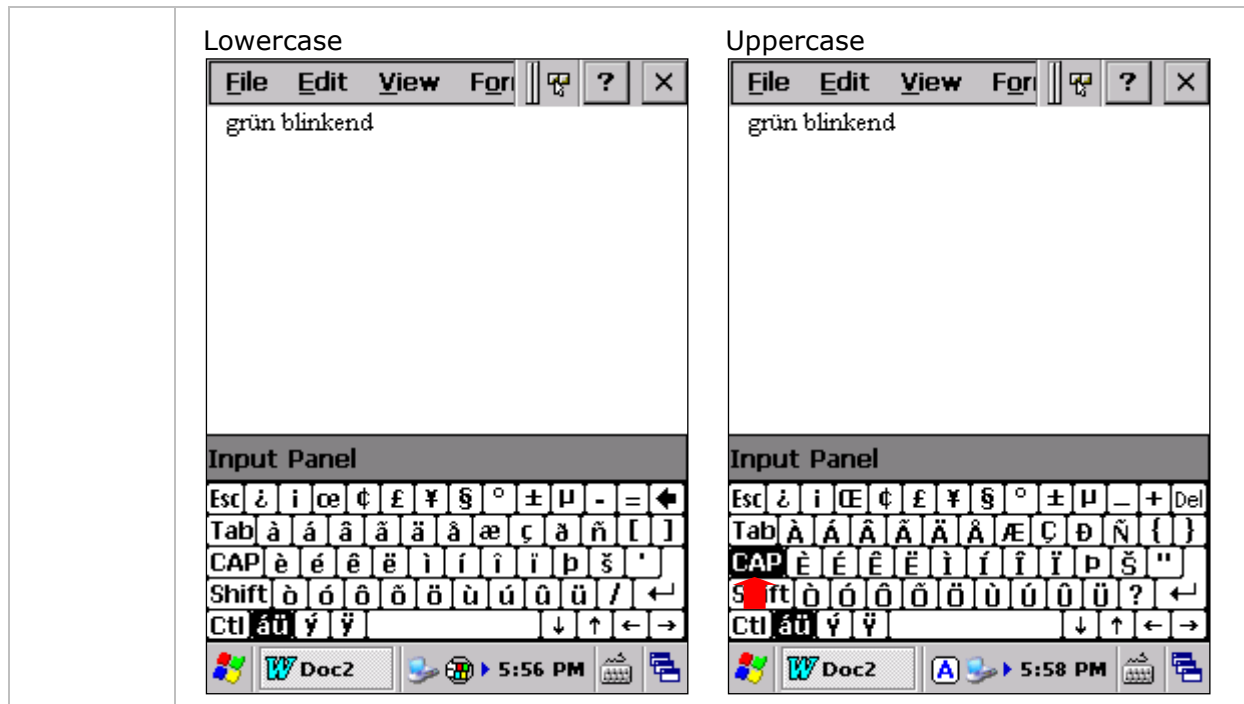 Lowercase
File Edit View For ? ×
grün blinkend
Input Panel
Esc ¿ ¡ œ ¢ £ ¥ § ° ± µ - = 🡄
Tab à á â ã ä å æ ç ð ñ [ ]
CAP è é ê ë ì í î ï þ š '
Shift ò ó ô õ ö ù ú û ü / ↵
Ctl áü ý ÿ ↓ ↑ ← →
Doc2 5:56 PM
Uppercase
File Edit View For ? ×
grün blinkend
Input Panel
Esc ¿ ¡ Œ ¢ £ ¥ § ° ± µ _ + Del
Tab À Á Â Ã Ä Å Æ Ç Ð Ñ { }
CAP È É Ê Ë Ì Í Î Ï Þ Š "
Shift Ò Ó Ô Õ Ö Ù Ú Û Ü ? ↵
Ctl áü Ý Ÿ ↓ ↑ ← →
Doc2 A 5:58 PM